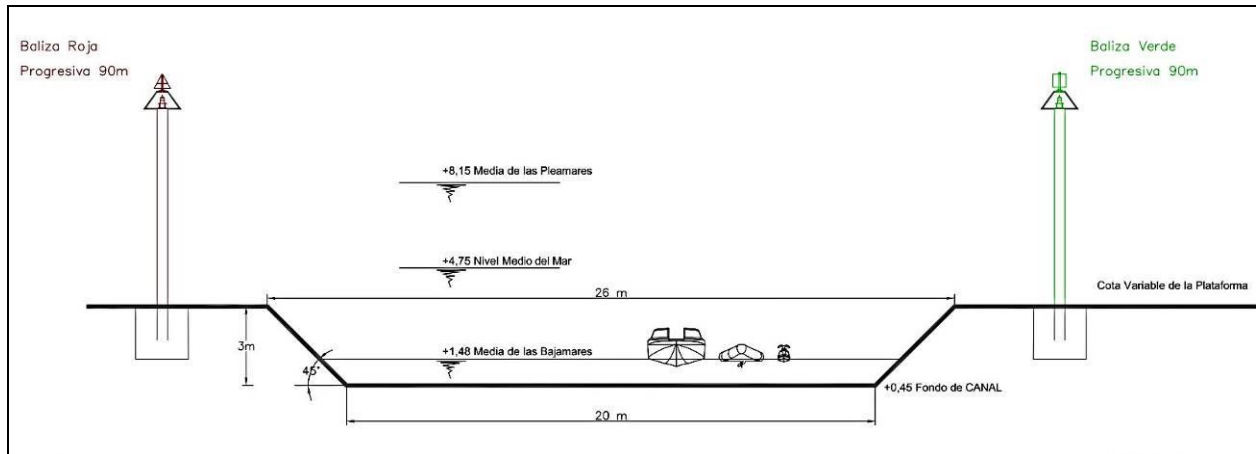 Baliza Roja
Progresiva 90m
Baliza Verde
Progresiva 90m
+8,15 Media de las Pleamares
+4,75 Nivel Medio del Mar
26 m
Cota Variable de la Plataforma
3m
+1,48 Media de las Bajamares
45°
+0,45 Fondo de CANAL
20 m